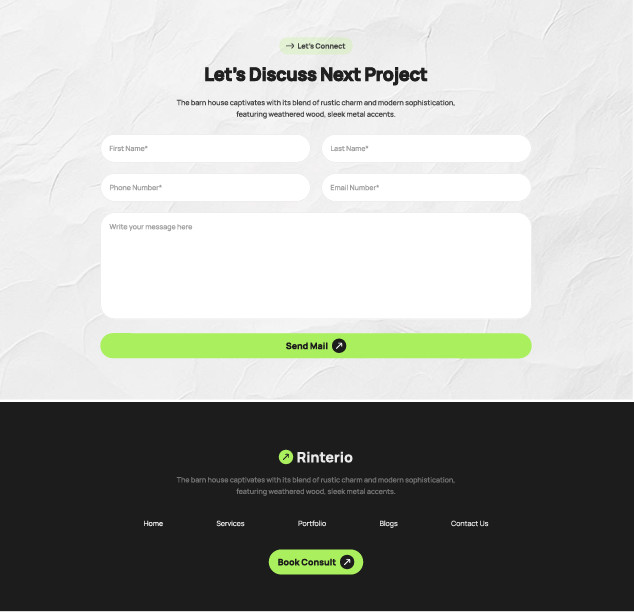 Let's Connect
Let's Discuss Next Project
The barn house captivates with its blend of rustic charm and modern sophistication,
featuring weathered wood, sleek metal accents.
First Name*
Last Name*
Phone Number*
Email Number*
Write your message here
Send Mail
Rinterio
The barn house captivates with its blend of rustic charm and modern sophistication,
featuring weathered wood, sleek metal accents.
Home
Services
Portfolio
Blogs
Contact Us
Book Consult